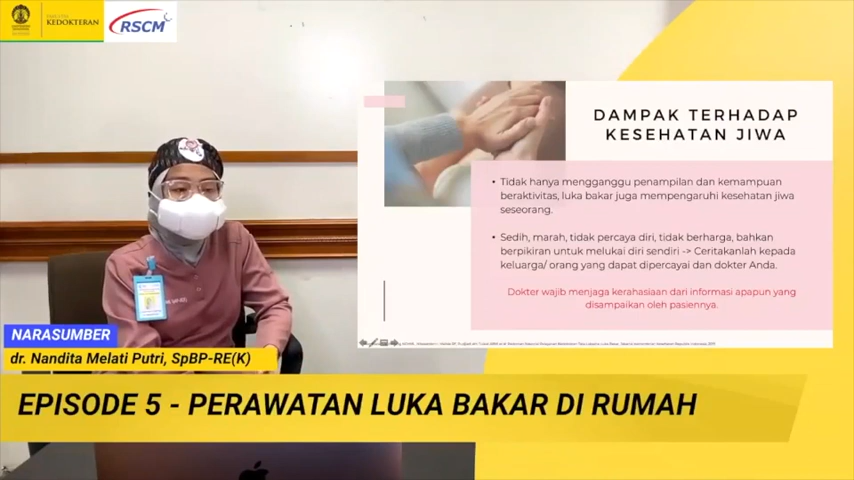 FAKULTAS
KEDOKTERAN
RSCM
DAMPAK TERHADAP
KESEHATAN JIWA
• Tidak hanya mengganggu penampilan dan kemampuan
beraktivitas, luka bakar juga mempengaruhi kesehatan jiwa
seseorang.
• Sedih, marah, tidak percaya diri, tidak berharga, bahkan
berpikiran untuk melukai diri sendiri -> Ceritakanlah kepada
keluarga/ orang yang dapat dipercayai dan dokter Anda.
Dokter wajib menjaga kerahasiaan dari informasi apapun yang
disampaikan oleh pasiennya.
NARASUMBER
dr. Nandita Melati Putri, SpBP-RE(K)
EPISODE 5 - PERAWATAN LUKA BAKAR DI RUMAH